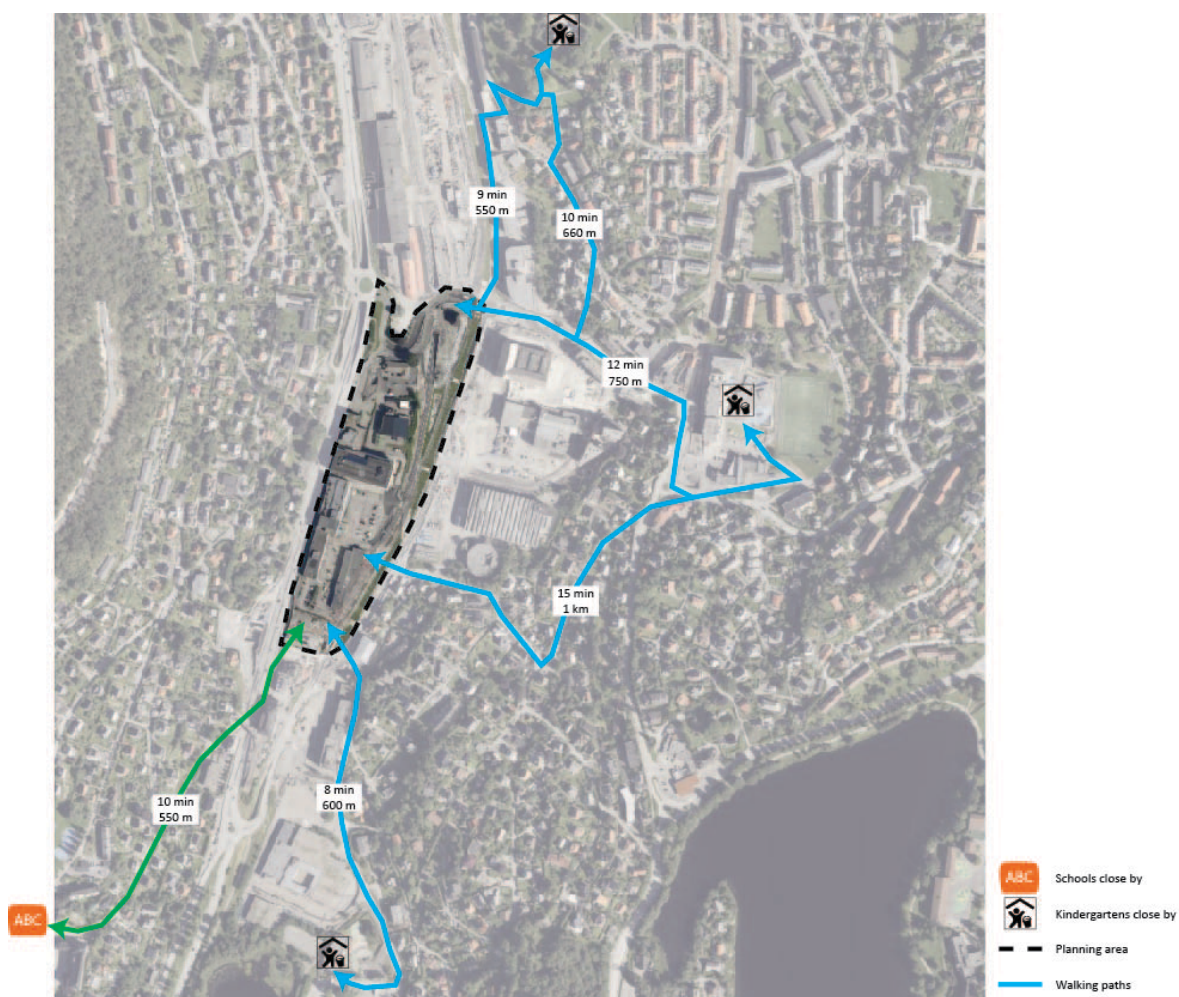 9 min
550 m
10 min
660 m
12 min
750 m
15 min
1 km
10 min
550 m
8 min
600 m
ABC
ABC
Schools close by
Kindergartens close by
Planning area
Walking paths